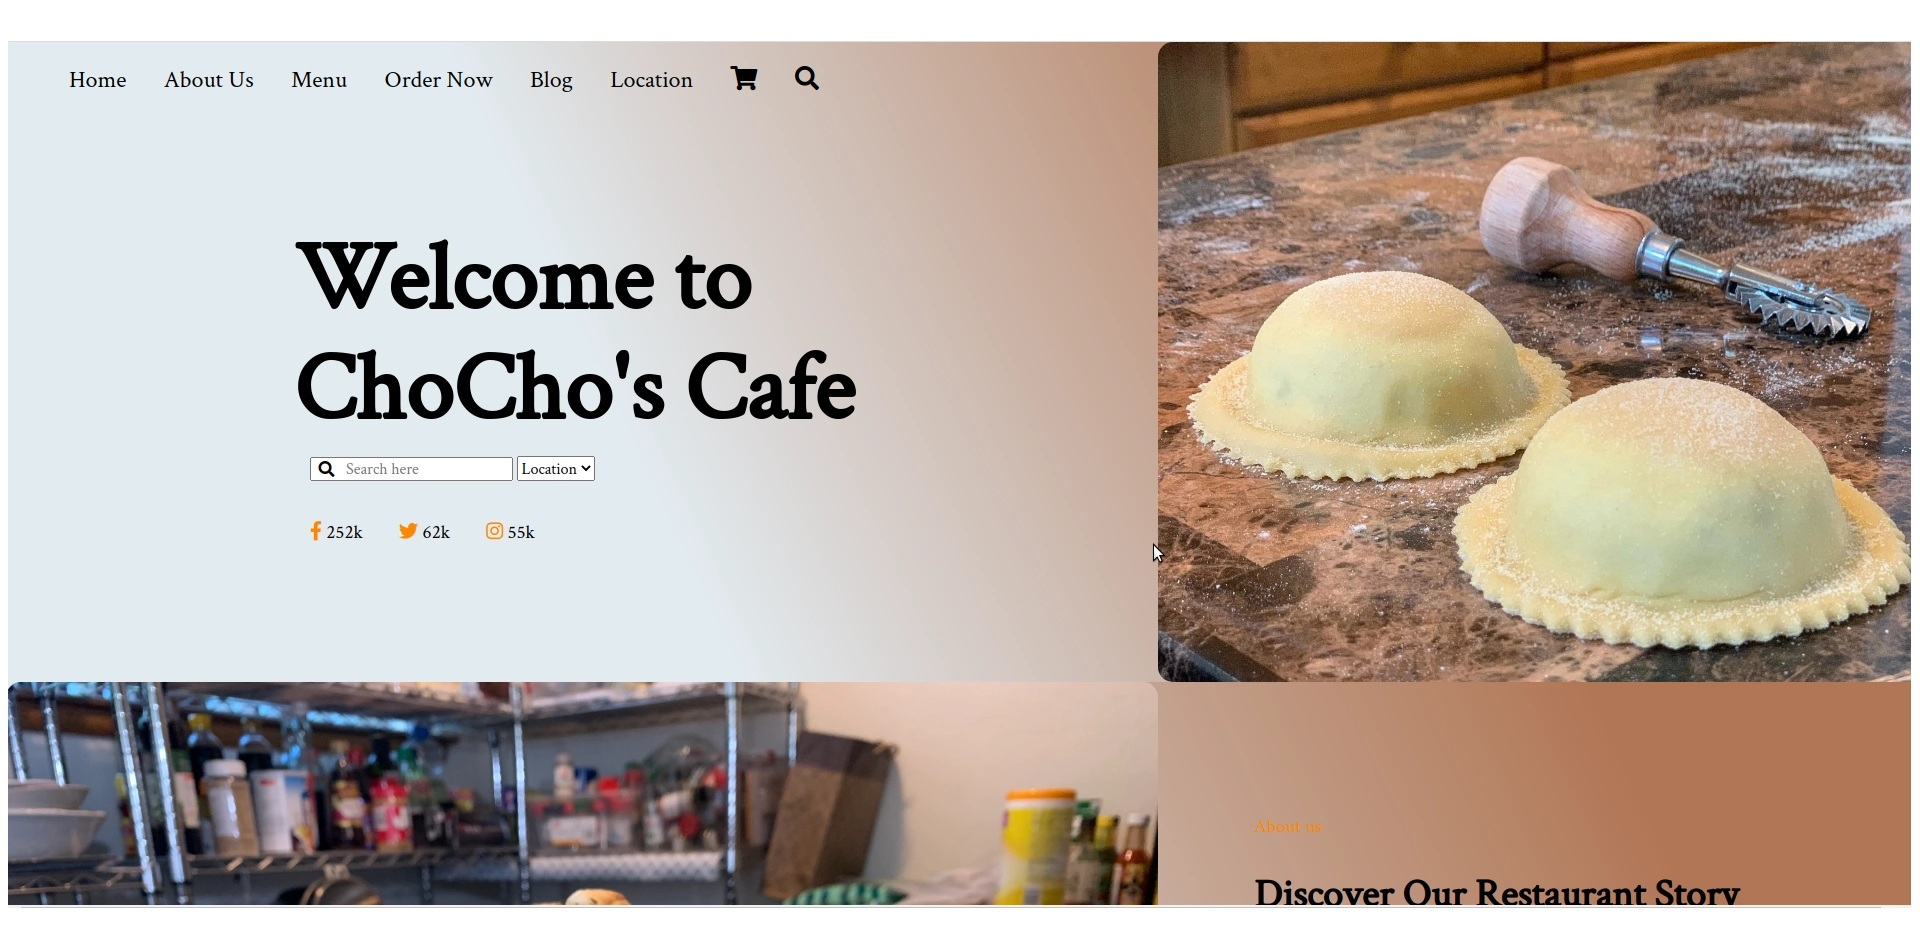 Home About Us Menu Order Now Blog Location
Welcome to
ChoCho's Cafe
Search here Location
252k 62k 55k
About us
Discover Our Restaurant Story